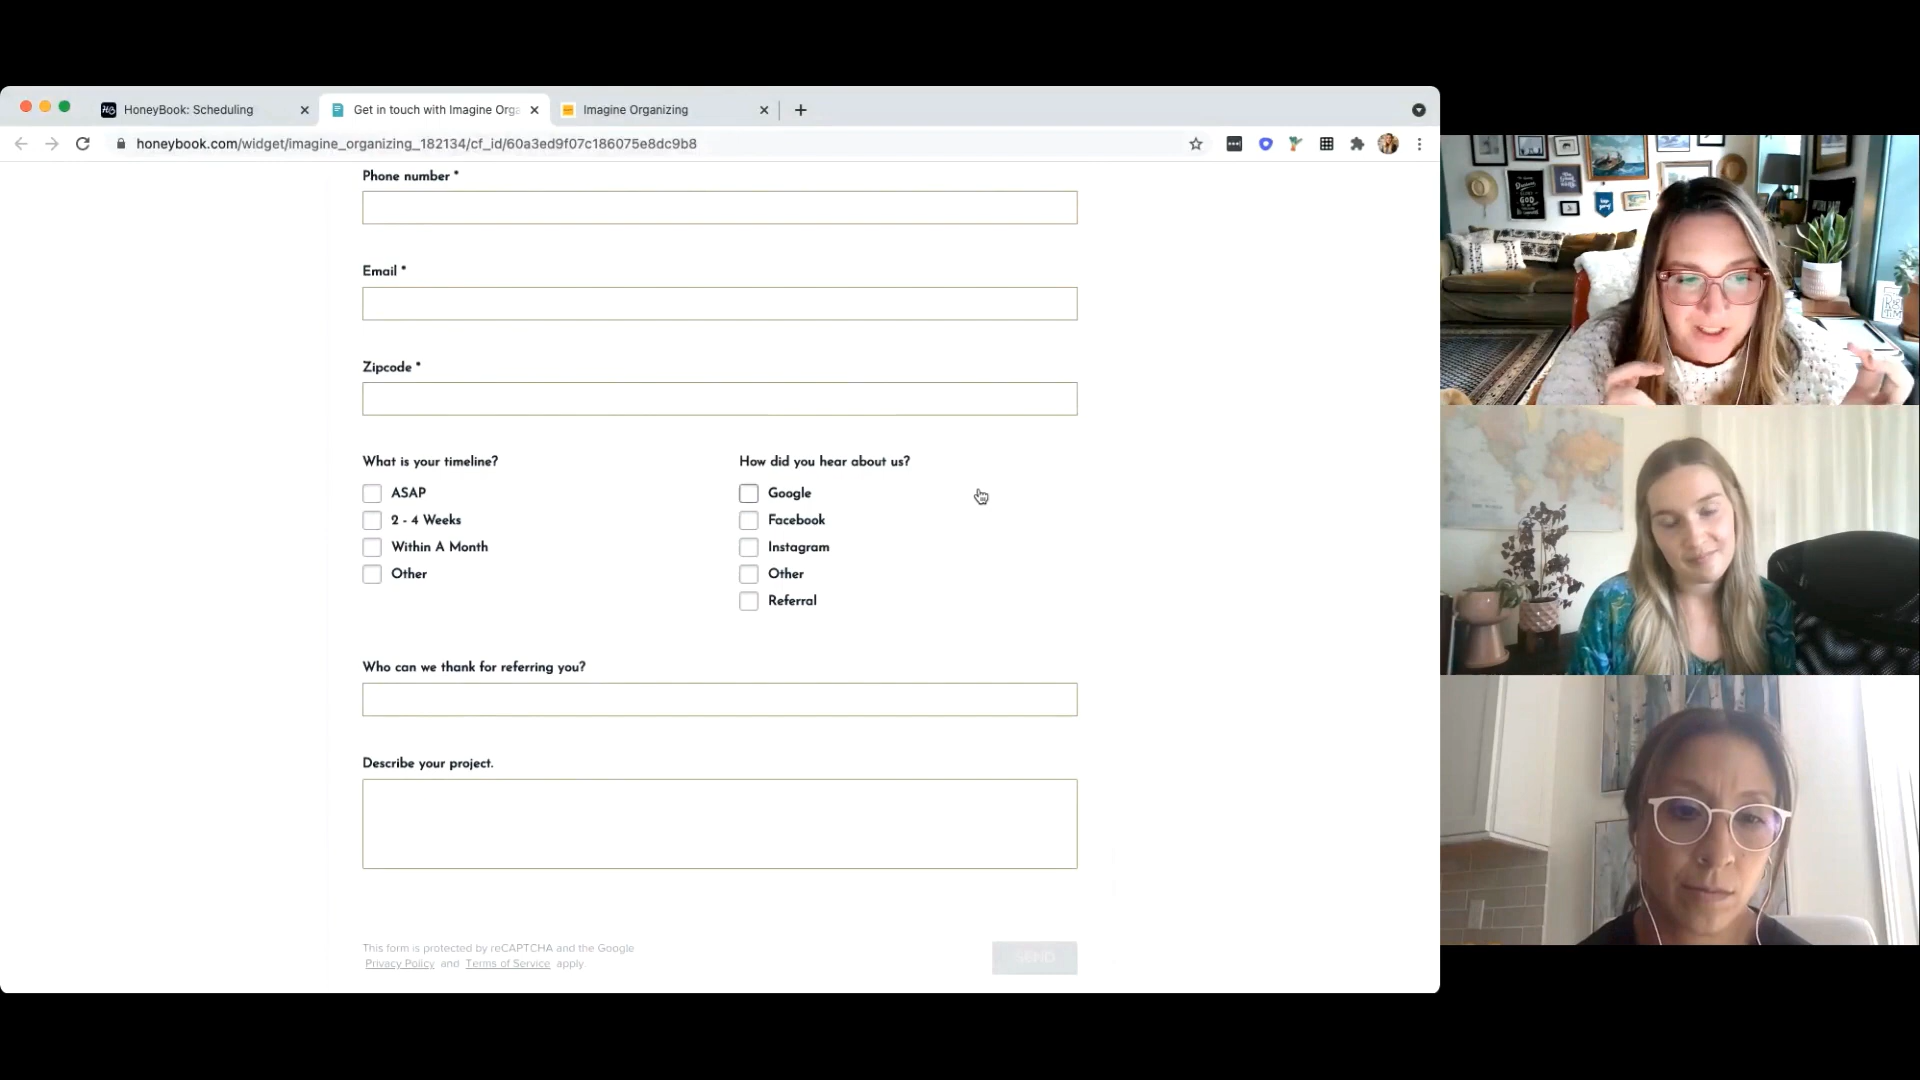 HoneyBook: Scheduling
Get in touch with Imagine Orga
Imagine Organizing
honeybook.com/widget/imagine_organizing_182134/cf_id/60a3ed9f07c186075e8dc9b8
Phone number *
Email *
Zipcode *
What is your timeline?
ASAP
2 - 4 Weeks
Within A Month
Other
How did you hear about us?
Google
Facebook
Instagram
Other
Referral
Who can we thank for referring you?
Describe your project.
This form is protected by reCAPTCHA and the Google
Privacy Policy and Terms of Service apply
SEND
GOD